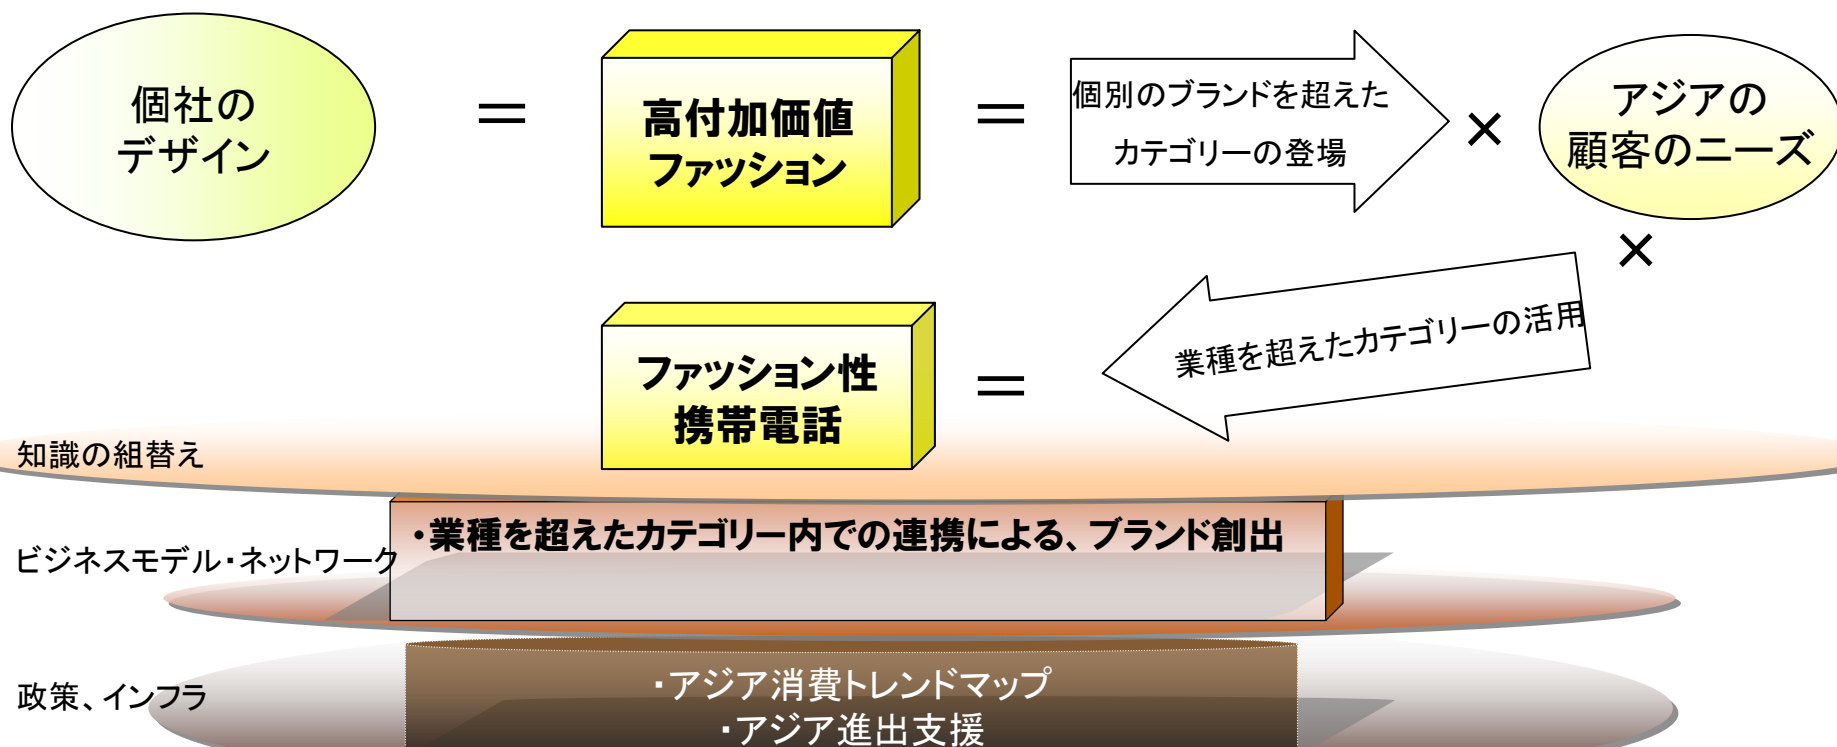 個社の
デザイン
＝
高付加価値
ファッション
＝
個別のブランドを超えた
カテゴリーの登場
×
アジアの
顧客のニーズ
×
業種を超えたカテゴリーの活用
＝
ファッション性
携帯電話
知識の組替え
・業種を超えたカテゴリー内での連携による、ブランド創出
ビジネスモデル・ネットワーク
政策、インフラ
・アジア消費トレンドマップ
・アジア進出支援